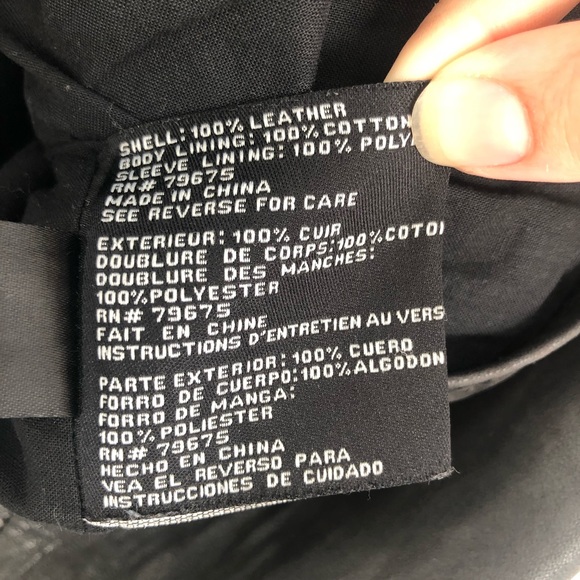 SHELL: 100% LEATHER
BODY LINING: 100% COTTON
SLEEVE LINING: 100% POLY
RN# 79675
MADE IN CHINA
SEE REVERSE FOR CARE
EXTERIEUR: 100% CUIR
DOUBLURE DE CORPS:100%COTO
DOUBLURE DES MANCHES:
100%POLYESTER
RN# 79675
FAIT EN CHINE
INSTRUCTIONS D'ENTRETIEN AU VERS
PARTE EXTERIOR: 100% CUERO
FORRO DE CUERPO:100%ALGODON
FORRO DE MANGA:
100% POLIESTER
RN# 79675
HECHO EN CHINA
VEA EL REVERSO PARA
INSTRUCCIONES DE CUIDADO